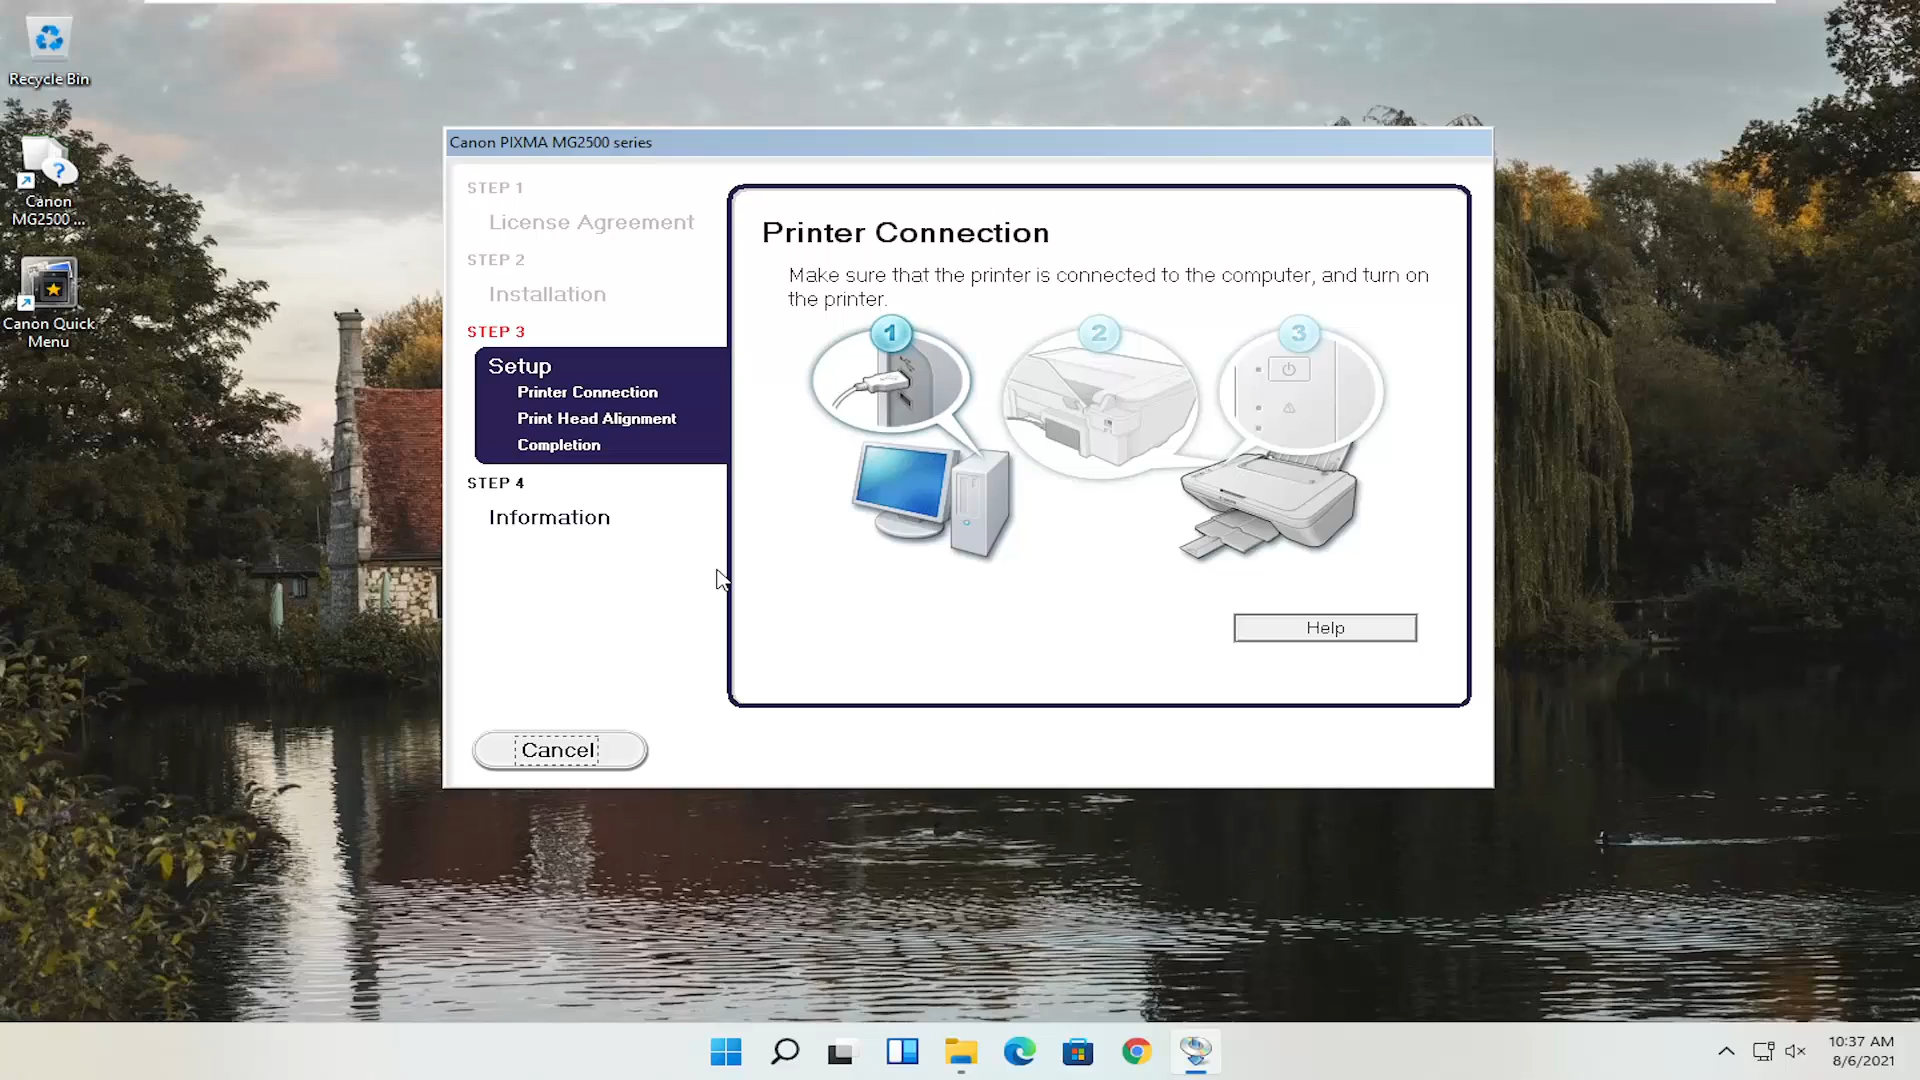 Recycle Bin
Canon
MG2500 ...
Canon Quick
Menu
Canon PIXMA MG2500 series
STEP 1
License Agreement
STEP 2
Installation
STEP 3
Setup
Printer Connection
Print Head Alignment
Completion
STEP 4
Information
Cancel
Printer Connection
Make sure that the printer is connected to the computer, and turn on
the printer.
1
2
3
Help
10:37 AM
8/6/2021